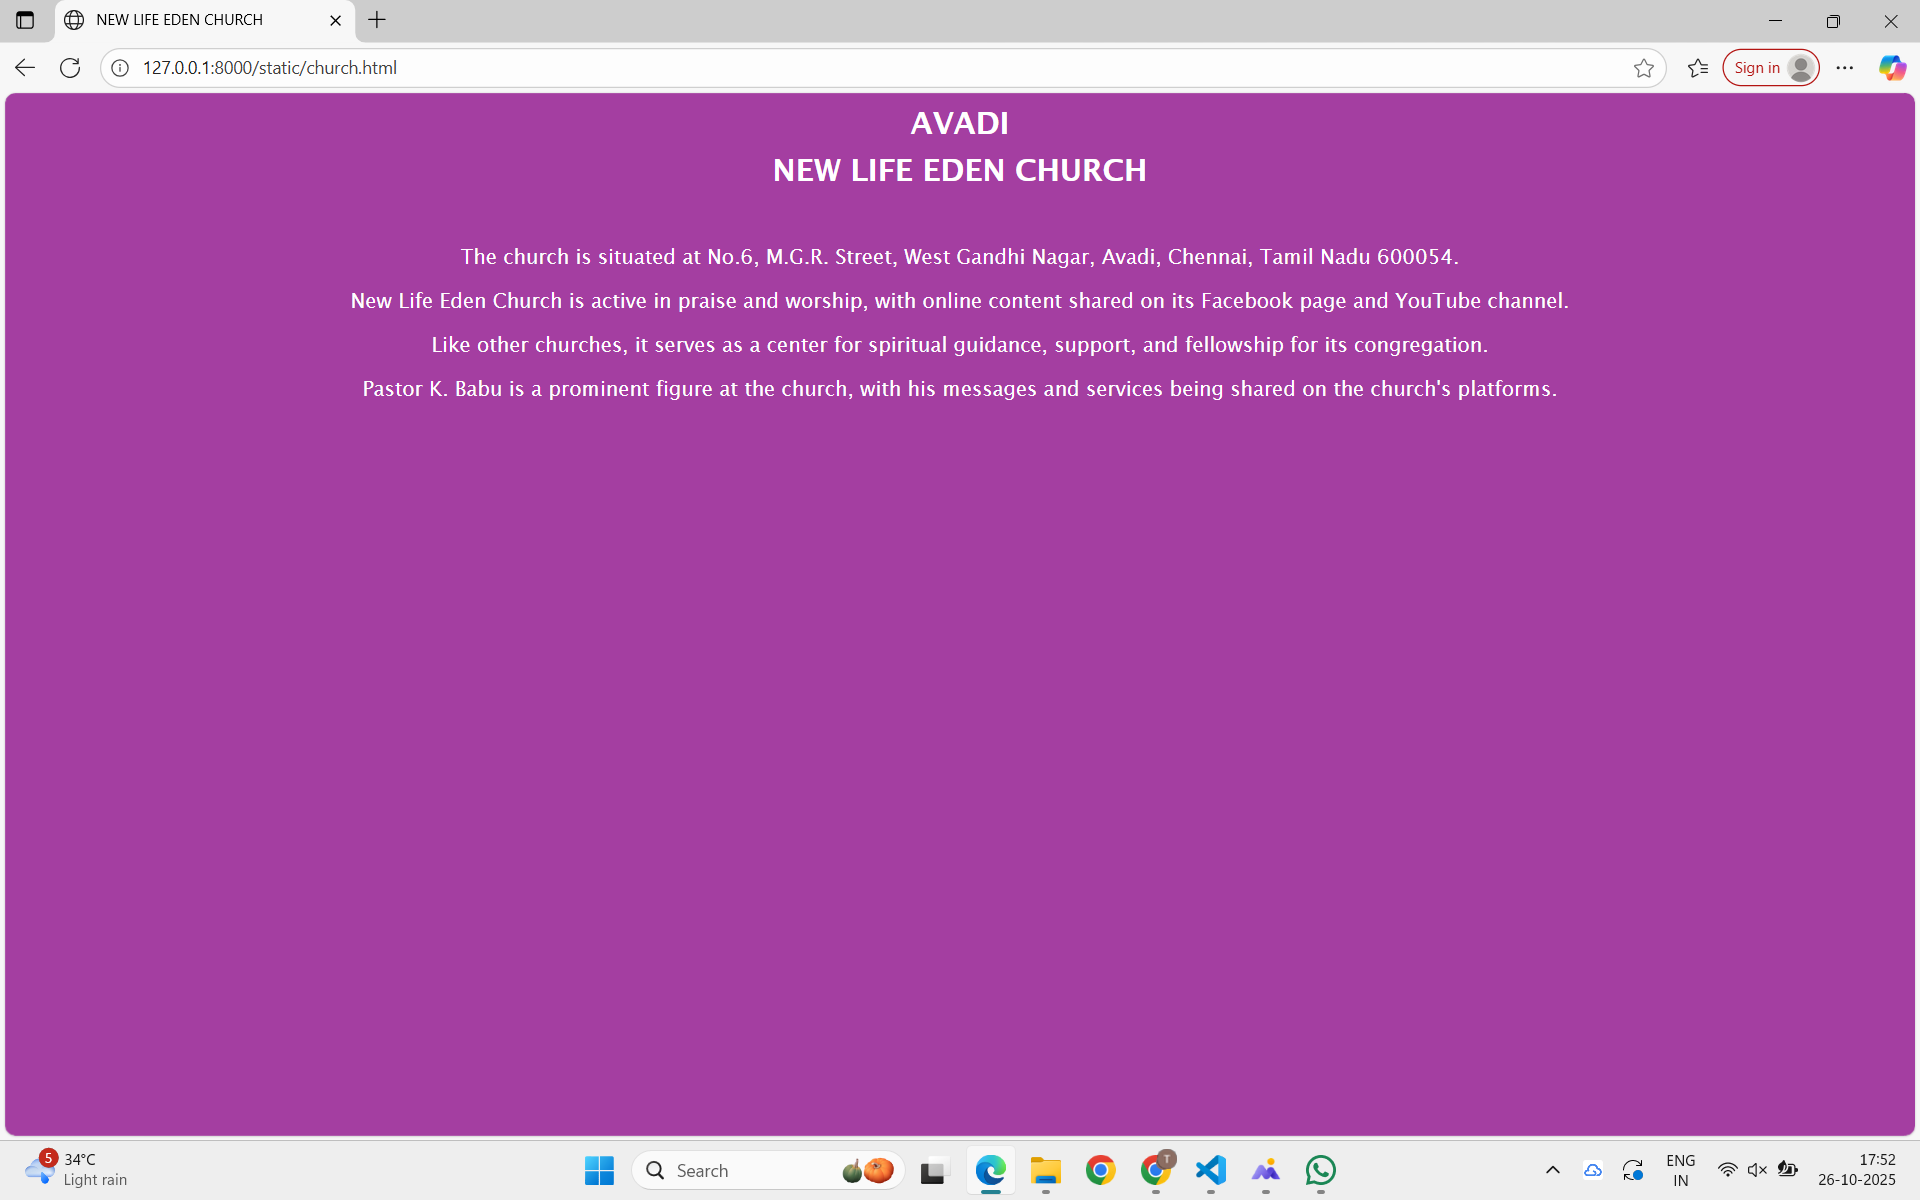 NEW LIFE EDEN CHURCH
127.0.0.1:8000/static/church.html
Sign in
AVADI
NEW LIFE EDEN CHURCH
The church is situated at No.6, M.G.R. Street, West Gandhi Nagar, Avadi, Chennai, Tamil Nadu 600054.
New Life Eden Church is active in praise and worship, with online content shared on its Facebook page and YouTube channel.
Like other churches, it serves as a center for spiritual guidance, support, and fellowship for its congregation.
Pastor K. Babu is a prominent figure at the church, with his messages and services being shared on the church's platforms.
5
34°C
Light rain
Search
T
ENG
IN
17:52
26-10-2025